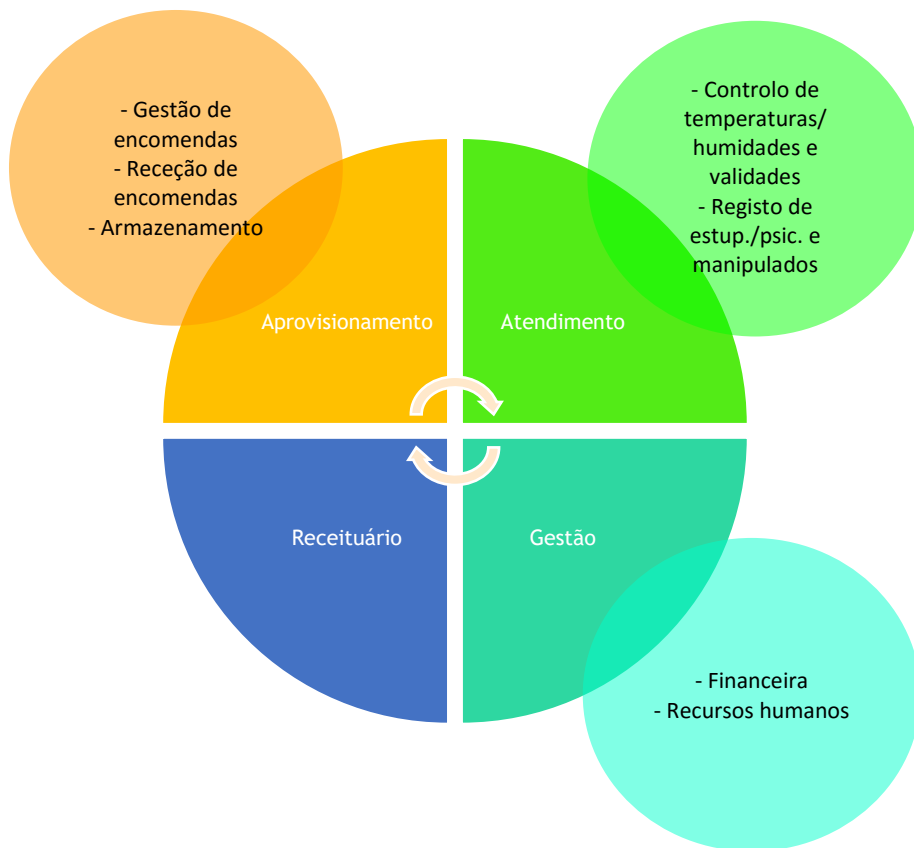 - Gestão de
encomendas
- Receção de
encomendas
- Armazenamento
- Controlo de
temperaturas/
humidades e
validades
- Registo de
estup./psic. e
manipulados
Aprovisionamento
Atendimento
Receituário
Gestão
- Financeira
- Recursos humanos